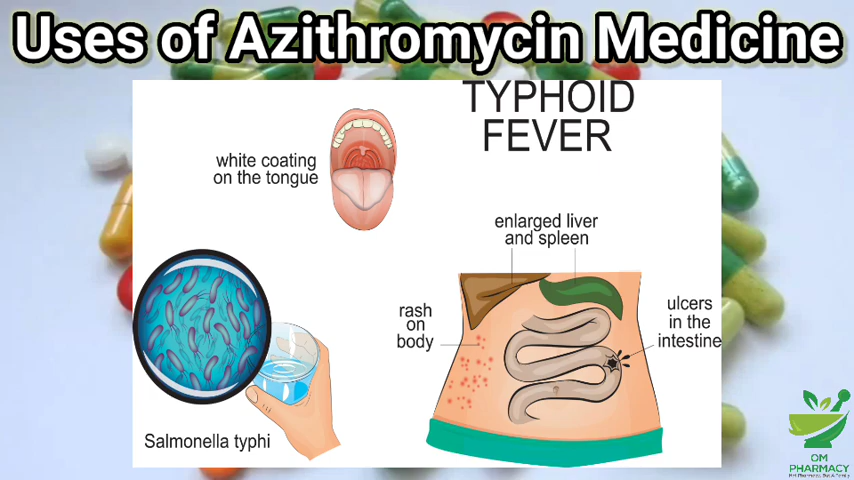 Uses of Azithromycin Medicine
TYPHOID
FEVER
white coating
on the tongue
enlarged liver
and spleen
rash
on
body
ulcers
in the
intestine
Salmonella typhi
OM
PHARMACY